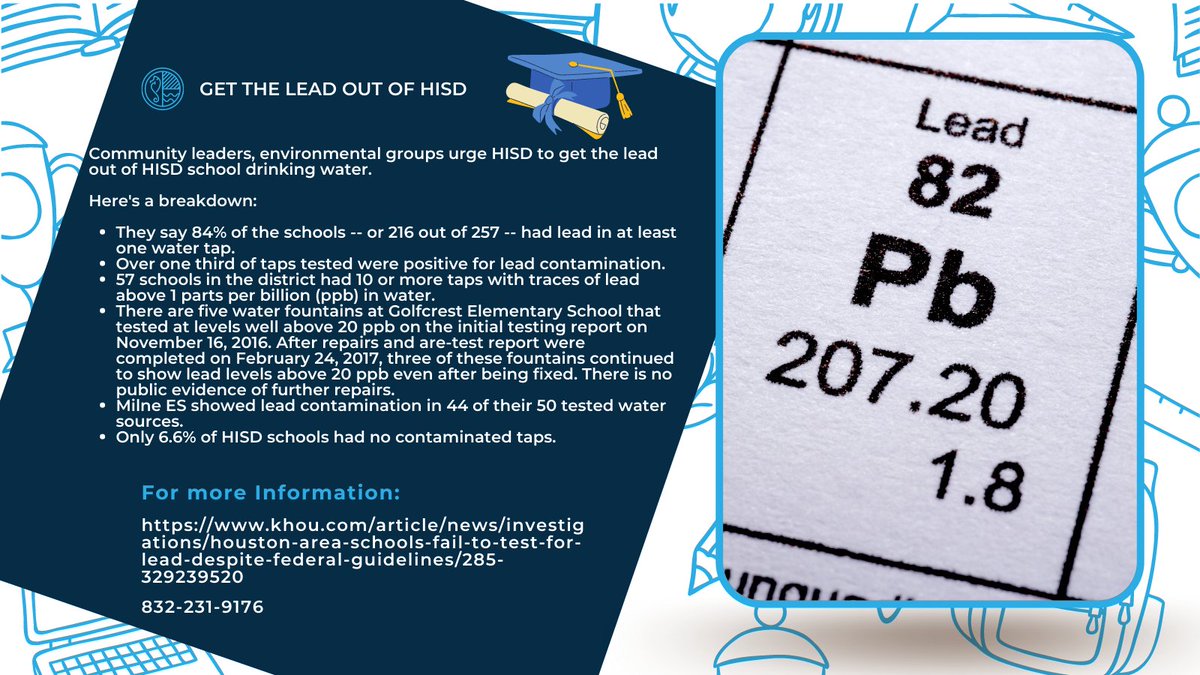 GET THE LEAD OUT OF HISD
Community leaders, environmental groups urge HISD to get the lead
out of HISD school drinking water.
Here's a breakdown:
• They say 84% of the schools -- or 216 out of 257 -- had lead in at least
one water tap.
• Over one third of taps tested were positive for lead contamination.
• 57 schools in the district had 10 or more taps with traces of lead
above 1 parts per billion (ppb) in water.
• There are five water fountains at Golfcrest Elementary School that
tested at levels well above 20 ppb on the initial testing report on
November 16, 2016. After repairs and are-test report were
completed on February 24, 2017, three of these fountains continued
to show lead levels above 20 ppb even after being fixed. There is no
public evidence of further repairs.
• Milne ES showed lead contamination in 44 of their 50 tested water
sources.
• Only 6.6% of HISD schools had no contaminated taps.
For more Information:
https://www.khou.com/article/news/investig
ations/houston-area-schools-fail-to-test-for-
lead-despite-federal-guidelines/285-
329239520
832-231-9176
Lead
82
Pb
207.20
1.8